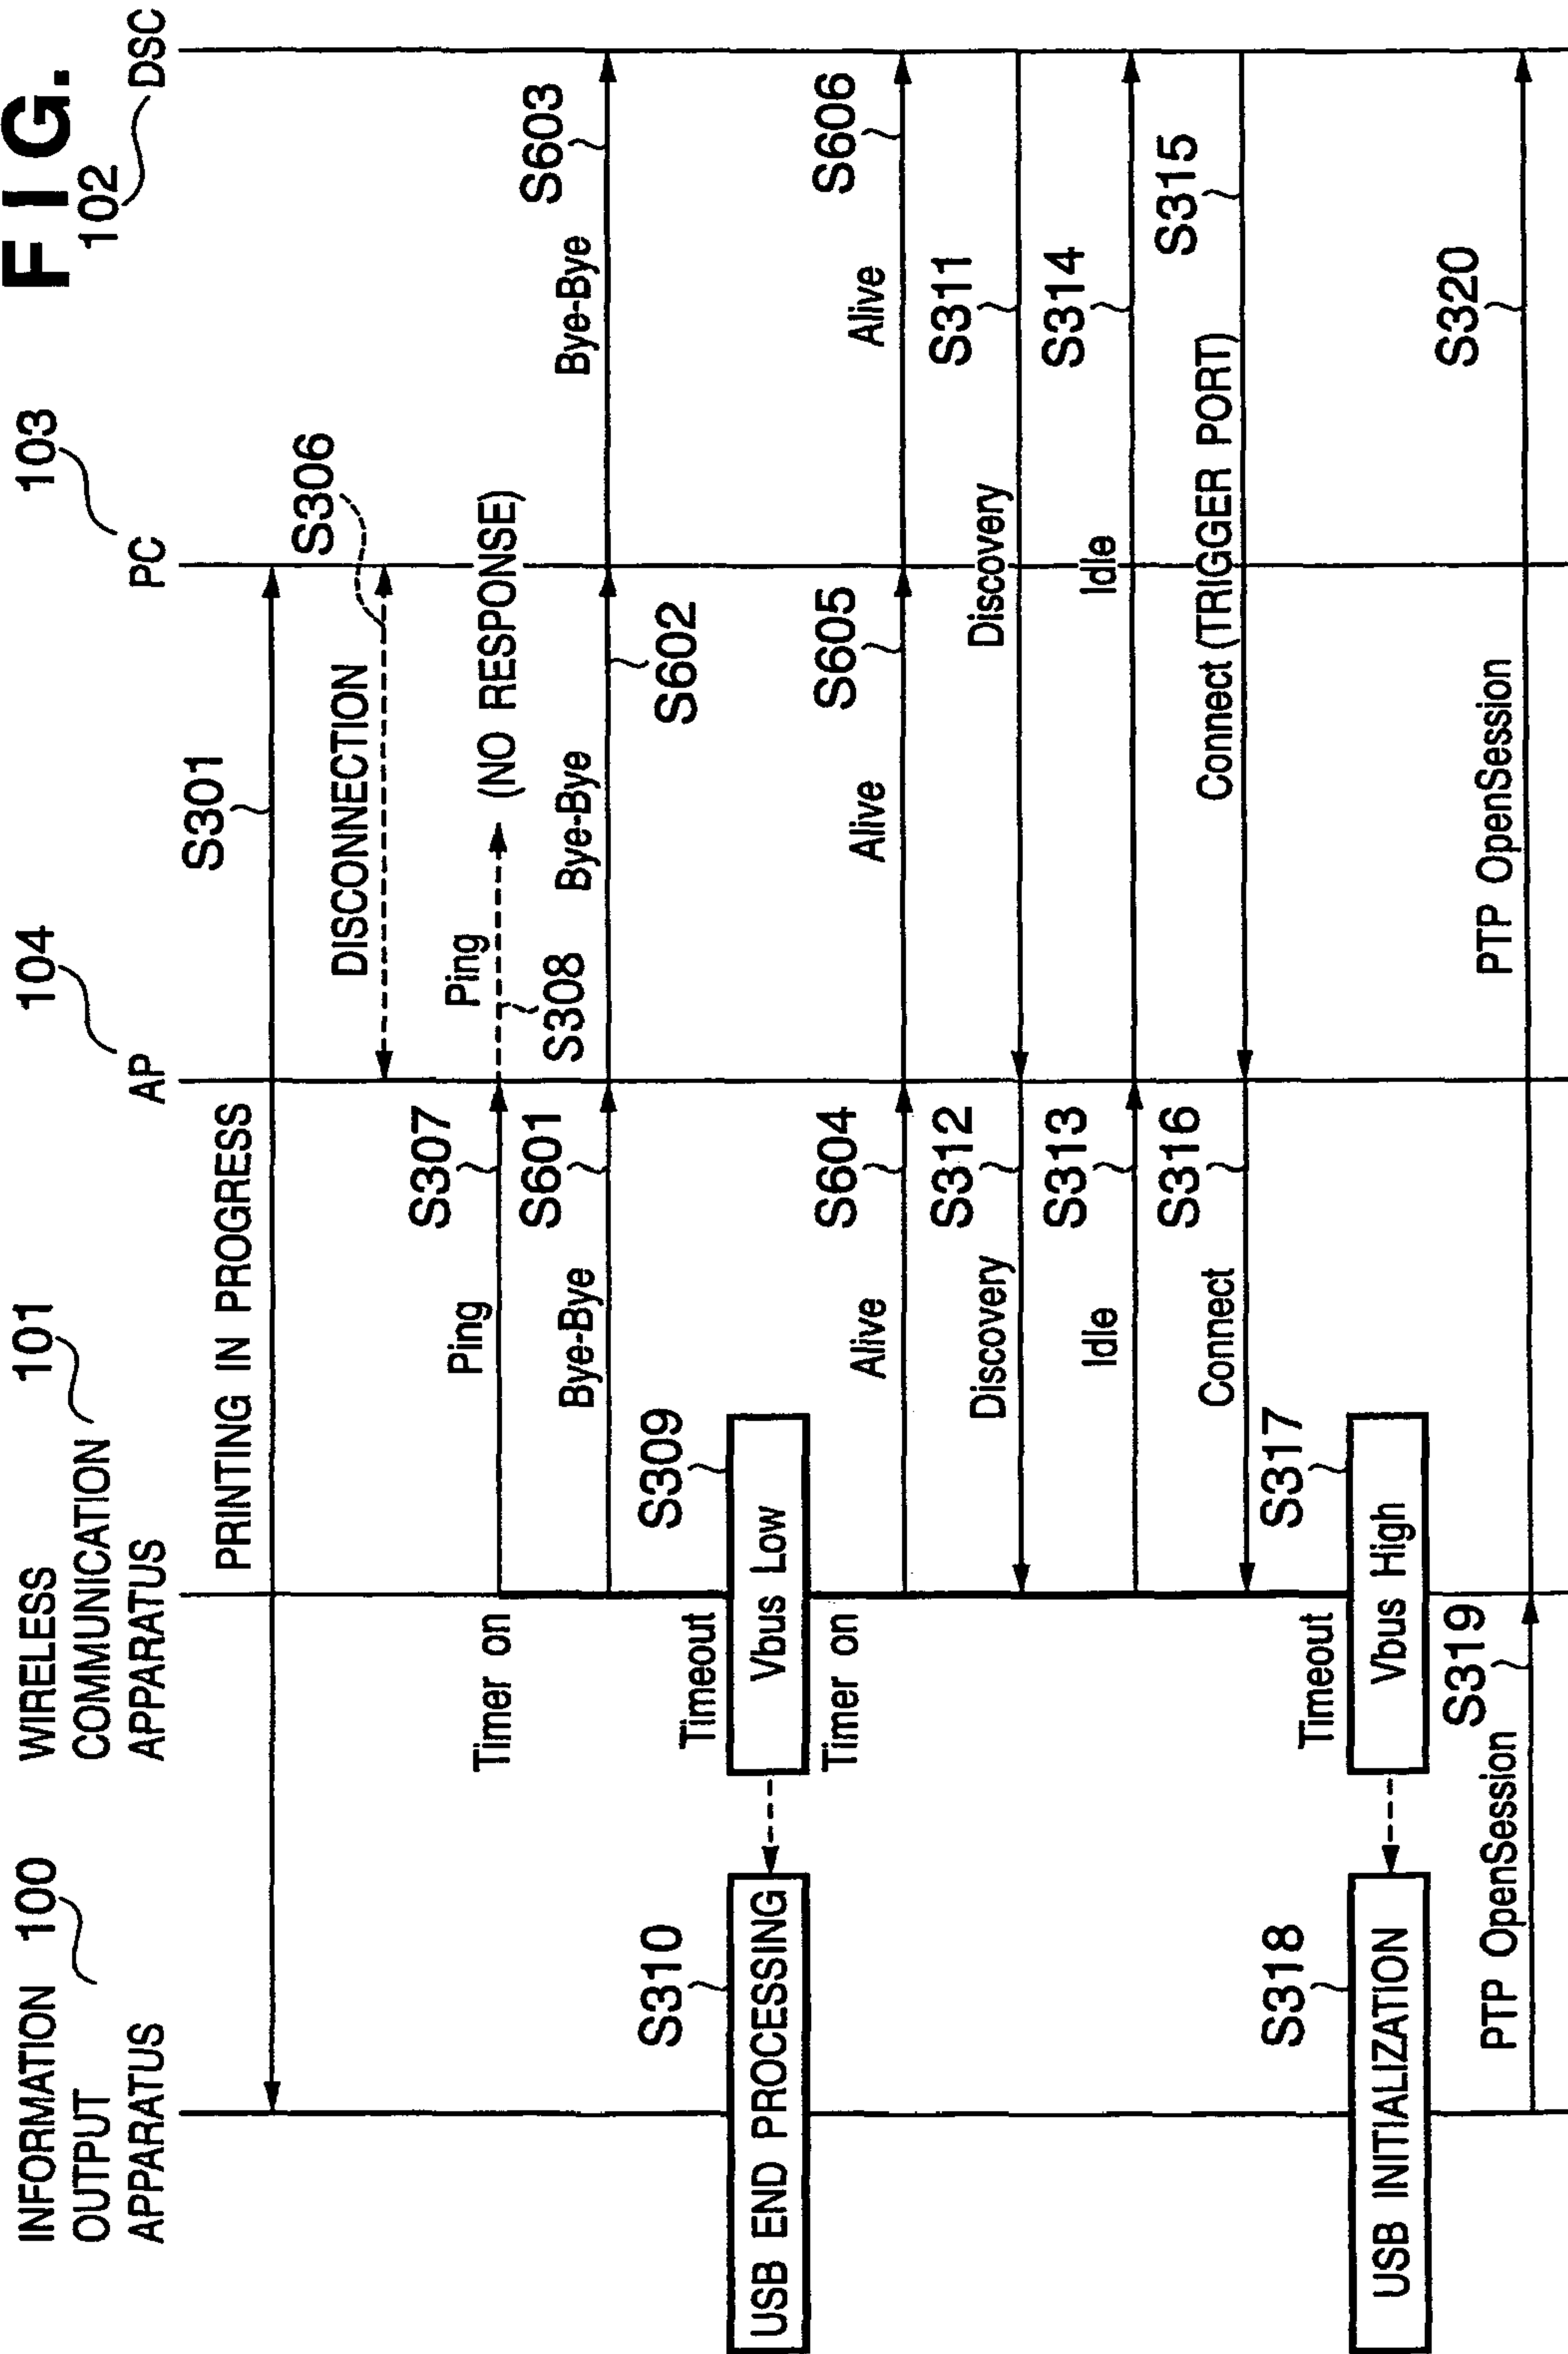 FIG.
INFORMATION
OUTPUT
APPARATUS
100
WIRELESS
COMMUNICATION
APPARATUS
101
AP
104
PC
103
DSC
102
PRINTING IN PROGRESS
S301
DISCONNECTION
S306
Timer on
Ping
S307
Ping
S308
(NO RESPONSE)
Bye-Bye
S601
Bye-Bye
S602
Bye-Bye
S603
Timeout
S310
USB END PROCESSING
S309
Vbus Low
Timer on
Alive
S604
Alive
S605
Alive
S606
Discovery
S312
Discovery
S311
Idle
S313
Idle
S314
Connect
S316
Connect (TRIGGER PORT)
S315
Timeout
S318
USB INITIALIZATION
S317
Vbus High
PTP OpenSession
S319
PTP OpenSession
S320